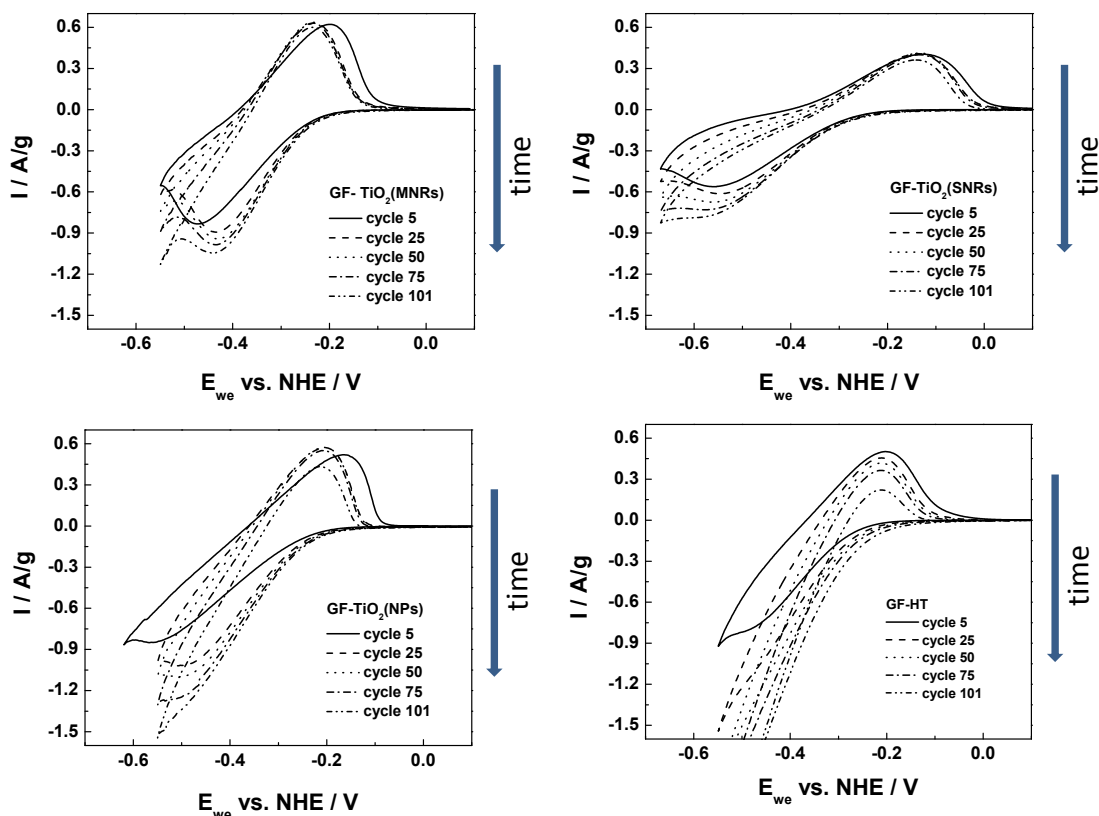 0.6
0.3
0.0
-0.3
-0.6
-0.9
-1.2
-1.5
I / A/g
GF- TiO2(MNRs)
cycle 5
cycle 25
cycle 50
cycle 75
cycle 101
-0.6 -0.4 -0.2 0.0
Ewe vs. NHE / V
time
0.6
0.3
0.0
-0.3
-0.6
-0.9
-1.2
-1.5
I / A/g
GF-TiO2(SNRs)
cycle 5
cycle 25
cycle 50
cycle 75
cycle 101
-0.6 -0.4 -0.2 0.0
Ewe vs. NHE / V
time
0.6
0.3
0.0
-0.3
-0.6
-0.9
-1.2
-1.5
I / A/g
GF-TiO2(NPs)
cycle 5
cycle 25
cycle 50
cycle 75
cycle 101
-0.6 -0.4 -0.2 0.0
Ewe vs. NHE / V
time
0.6
0.3
0.0
-0.3
-0.6
-0.9
-1.2
-1.5
I / A/g
GF-HT
cycle 5
cycle 25
cycle 50
cycle 75
cycle 101
-0.6 -0.4 -0.2 0.0
Ewe vs. NHE / V
time